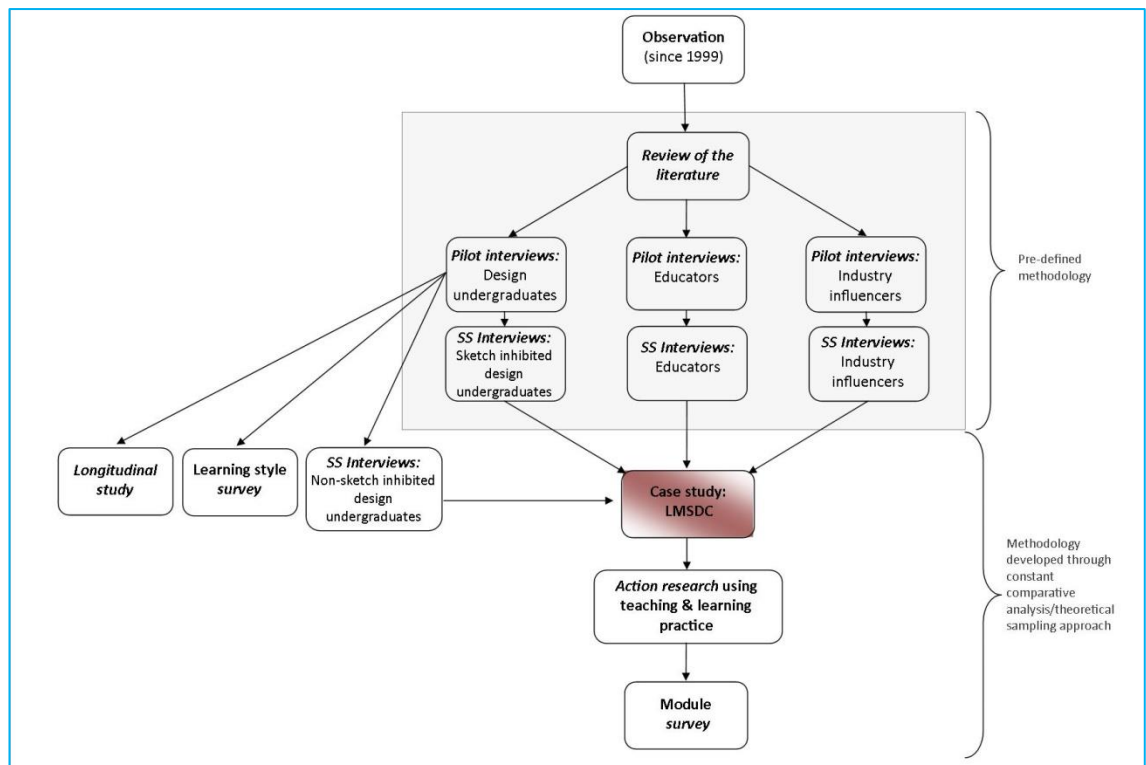 Observation
(since 1999)
Review of the
literature
Pilot interviews:
Design
undergraduates
Pilot interviews:
Educators
Pilot interviews:
Industry
influencers
Pre-defined
methodology
SS Interviews:
Sketch inhibited
design
undergraduates
SS Interviews:
Educators
SS Interviews:
Industry
influencers
Longitudinal
study
Learning style
survey
SS Interviews:
Non-sketch inhibited
design
undergraduates
Case study:
LMSDC
Action research using
teaching & learning
practice
Methodology
developed through
constant
comparative
analysis/theoretical
sampling approach
Module
survey